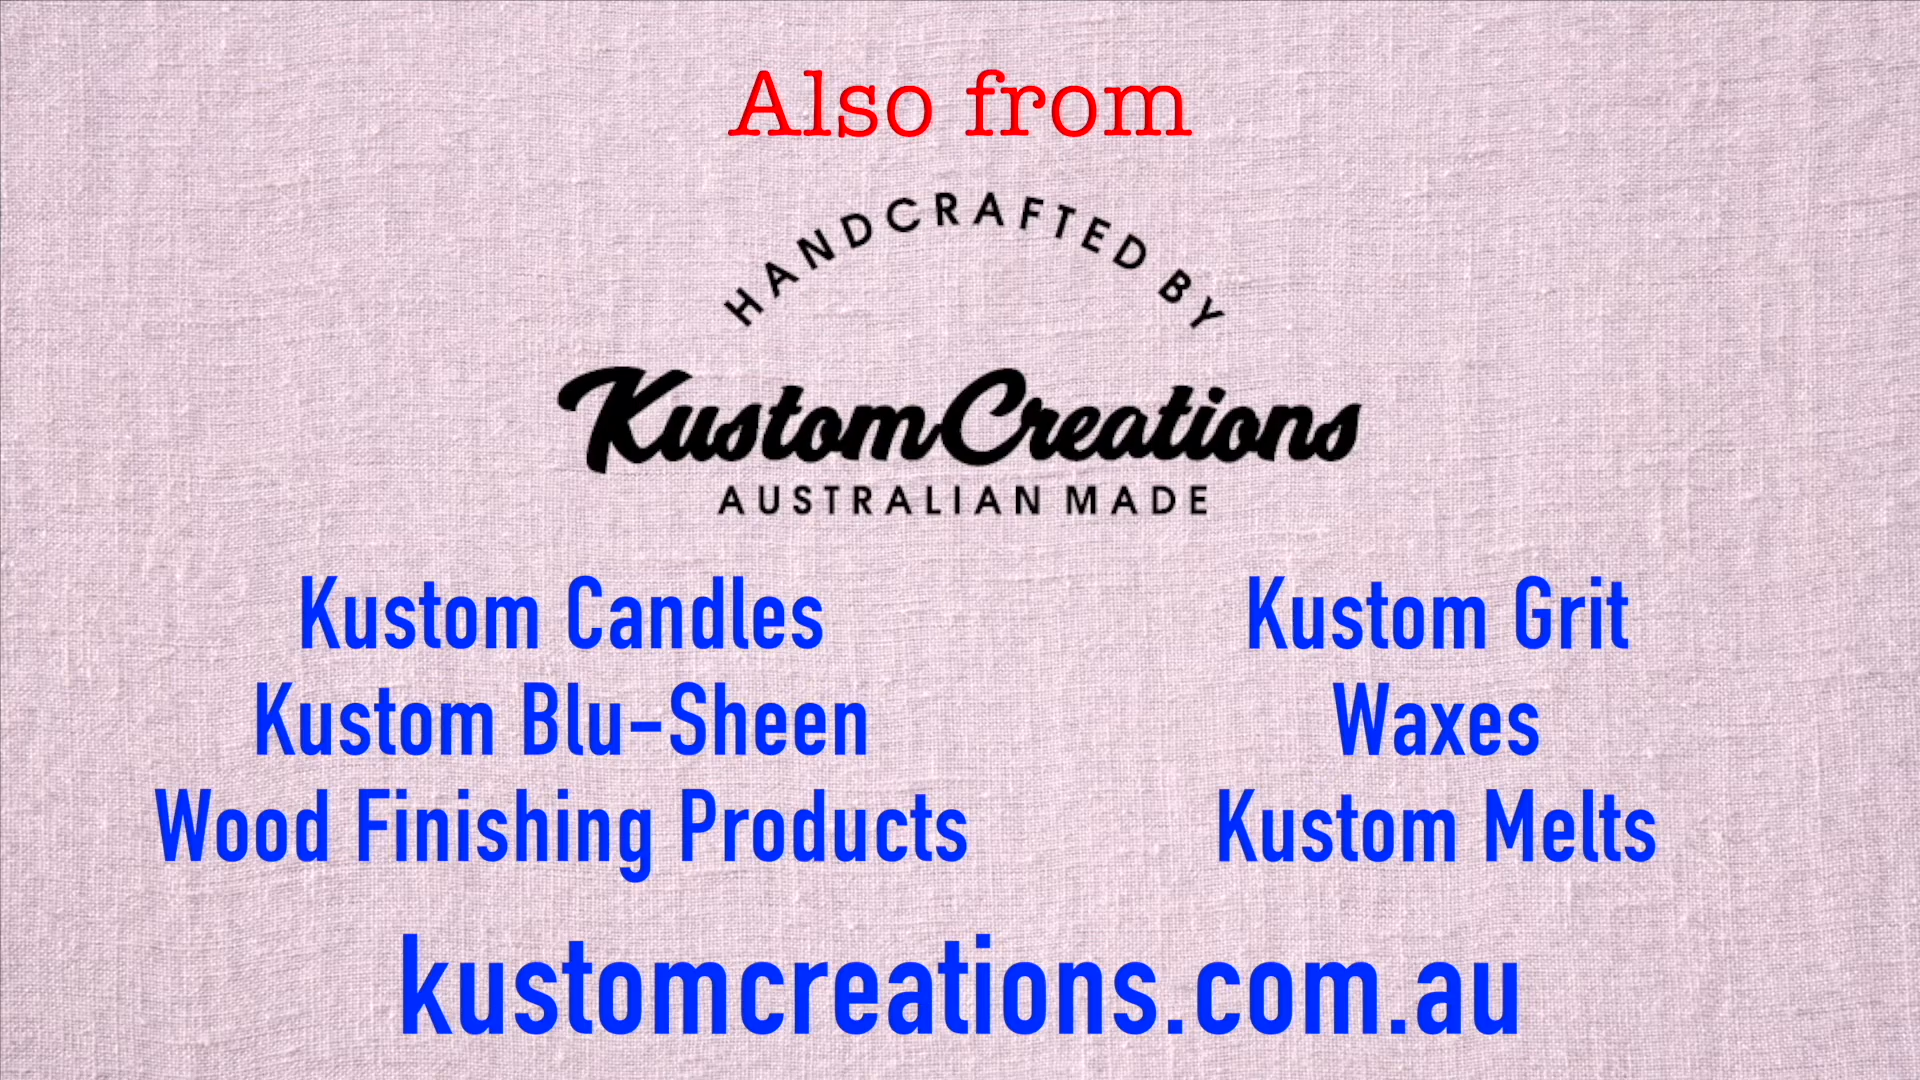 Also from
HANDCRAFTED BY
KustomCreations
AUSTRALIAN MADE
Kustom Candles
Kustom Blu-Sheen
Wood Finishing Products
Kustom Grit
Waxes
Kustom Melts
kustomcreations.com.au